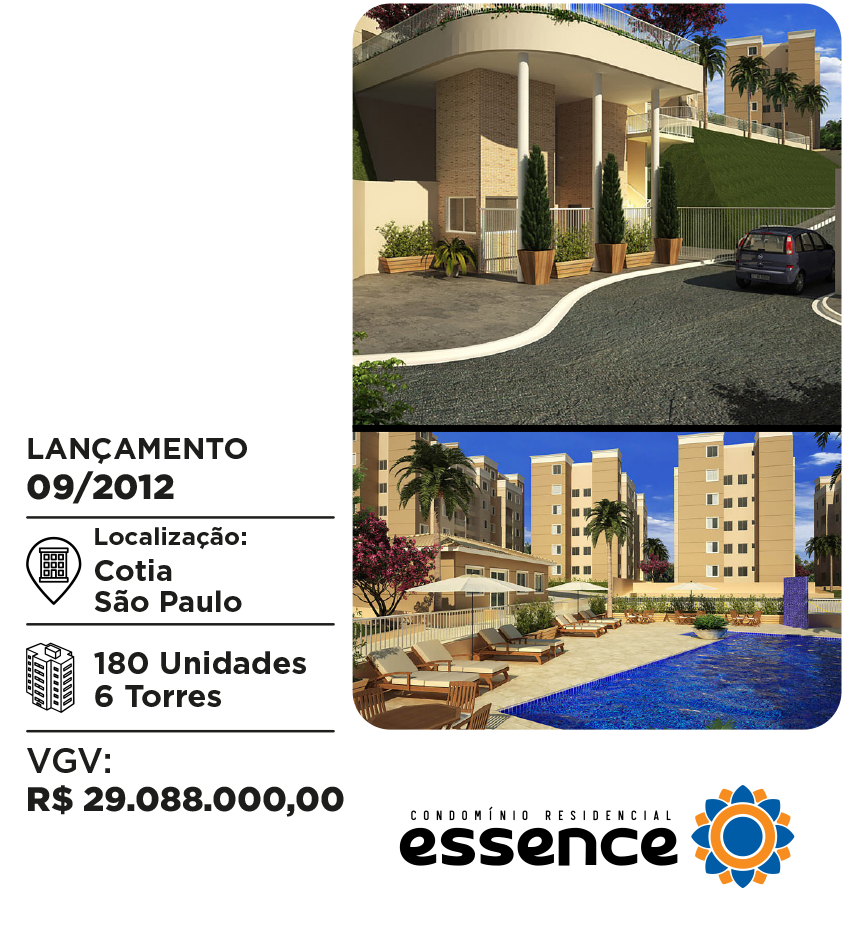 LANÇAMENTO
09/2012
Localização:
Cotia
São Paulo
180 Unidades
6 Torres
VGV:
R$ 29.088.000,00
CONDOMÍNIO RESIDENCIAL
essence